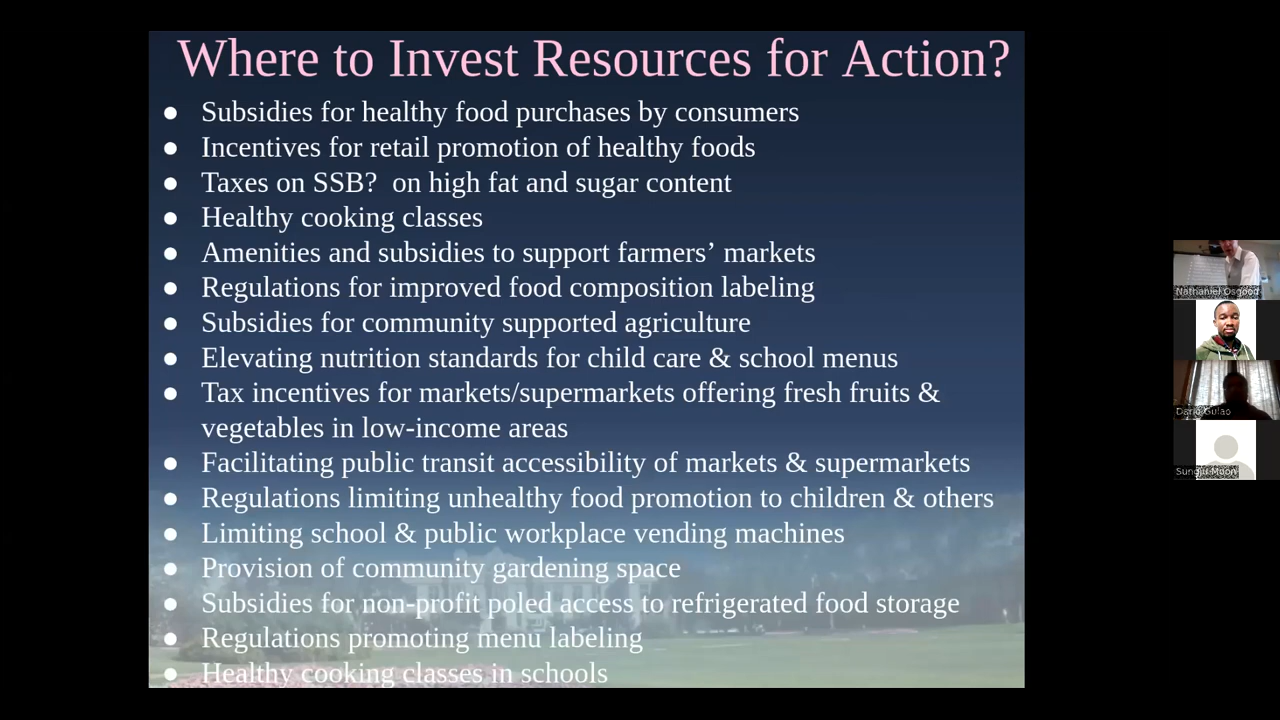 Where to Invest Resources for Action?
● Subsidies for healthy food purchases by consumers
● Incentives for retail promotion of healthy foods
● Taxes on SSB?  on high fat and sugar content
● Healthy cooking classes
● Amenities and subsidies to support farmers’ markets
● Regulations for improved food composition labeling
● Subsidies for community supported agriculture
● Elevating nutrition standards for child care & school menus
● Tax incentives for markets/supermarkets offering fresh fruits &
vegetables in low-income areas
● Facilitating public transit accessibility of markets & supermarkets
● Regulations limiting unhealthy food promotion to children & others
● Limiting school & public workplace vending machines
● Provision of community gardening space
● Subsidies for non-profit poled access to refrigerated food storage
● Regulations promoting menu labeling
● Healthy cooking classes in schools
Nathaniel Osgood